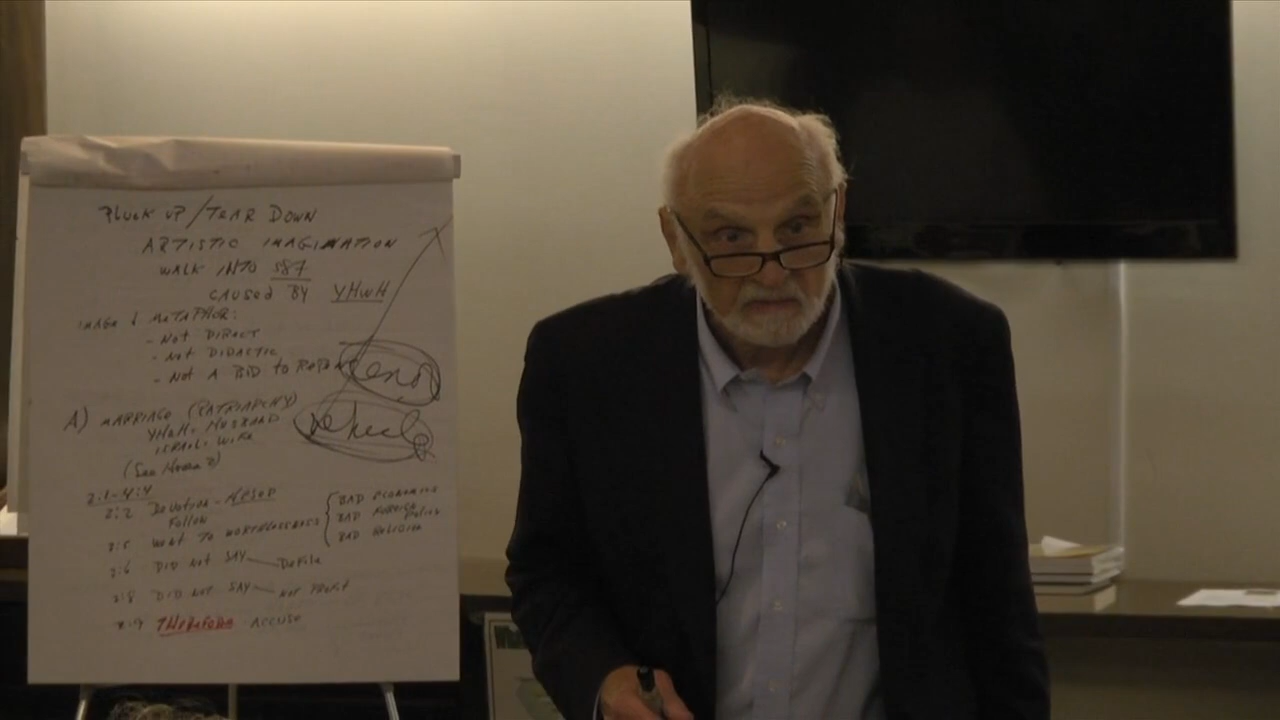 PLUCK UP / TEAR DOWN
ARTISTIC IMAGINATION
WALK INTO 587
CAUSED BY YHWH
IMAGE & METAPHOR:
- NOT DIRECT
- NOT DIDACTIC
- NOT A BID TO REPENT
Tenor
Vehicle
A) MARRIAGE (PATRIARCHY)
YHWH - HUSBAND
ISRAEL - WIFE
(See Hosea 2)
2:1-4:4
2:2 DEVOTION - HESED
FOLLOW
2:5 WENT TO WORTHLESSNESS { BAD ECONOMICS
BAD FOREIGN POLICY
BAD RELIGION
2:6 DID NOT SAY — DEFILE
2:8 DID NOT SAY — NOT PROFIT
2:9 THEREFORE ACCUSE